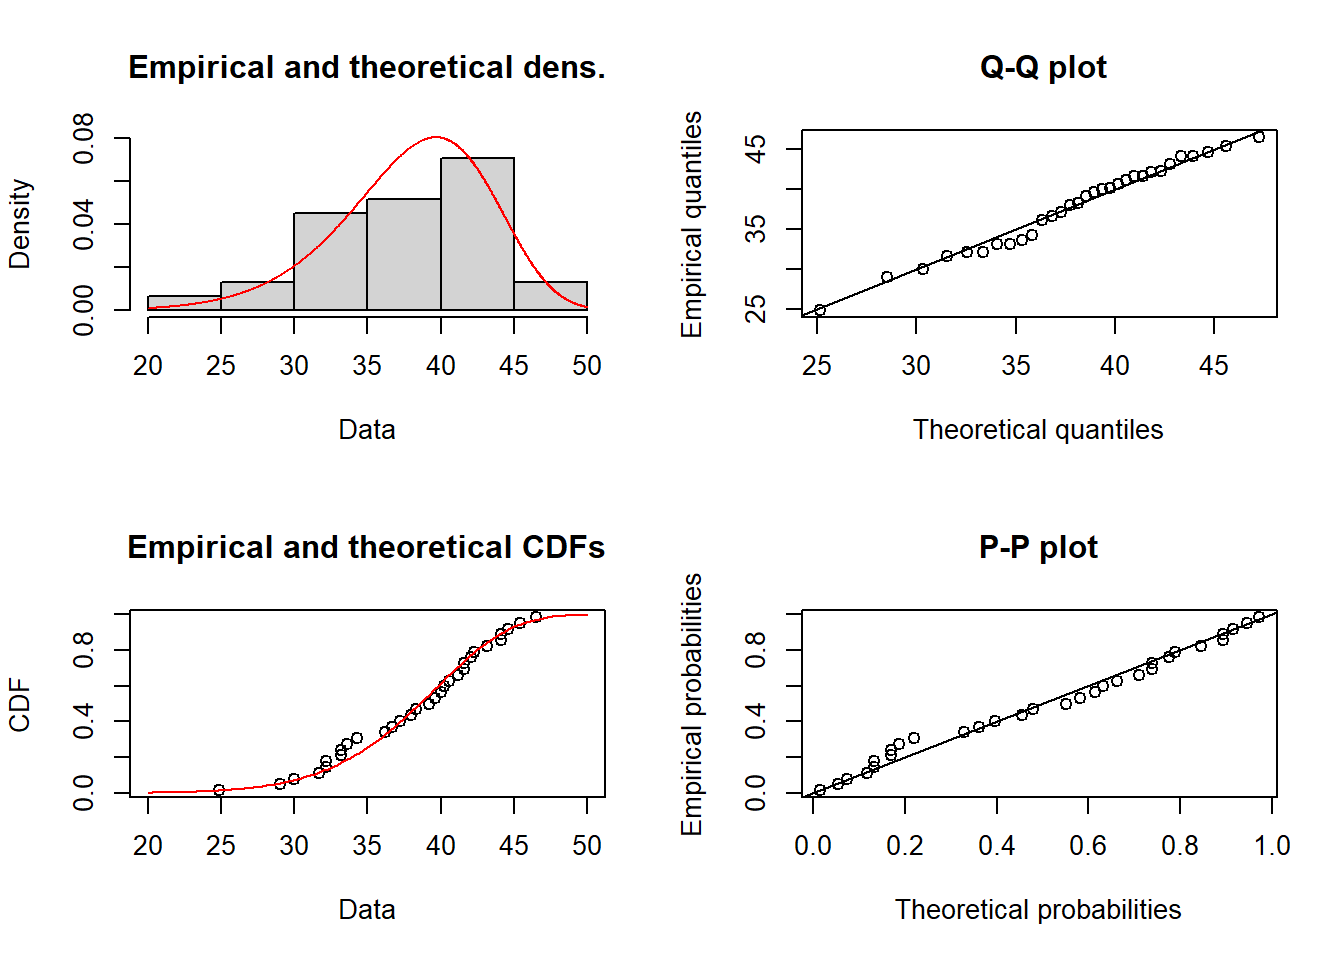 Empirical and theoretical dens.
Density
0.00 0.04 0.08
20 25 30 35 40 45 50
Data
Q-Q plot
Empirical quantiles
25 35 45
25 30 35 40 45
Theoretical quantiles
Empirical and theoretical CDFs
CDF
0.0 0.4 0.8
20 25 30 35 40 45 50
Data
P-P plot
Empirical probabilities
0.0 0.4 0.8
0.0 0.2 0.4 0.6 0.8 1.0
Theoretical probabilities